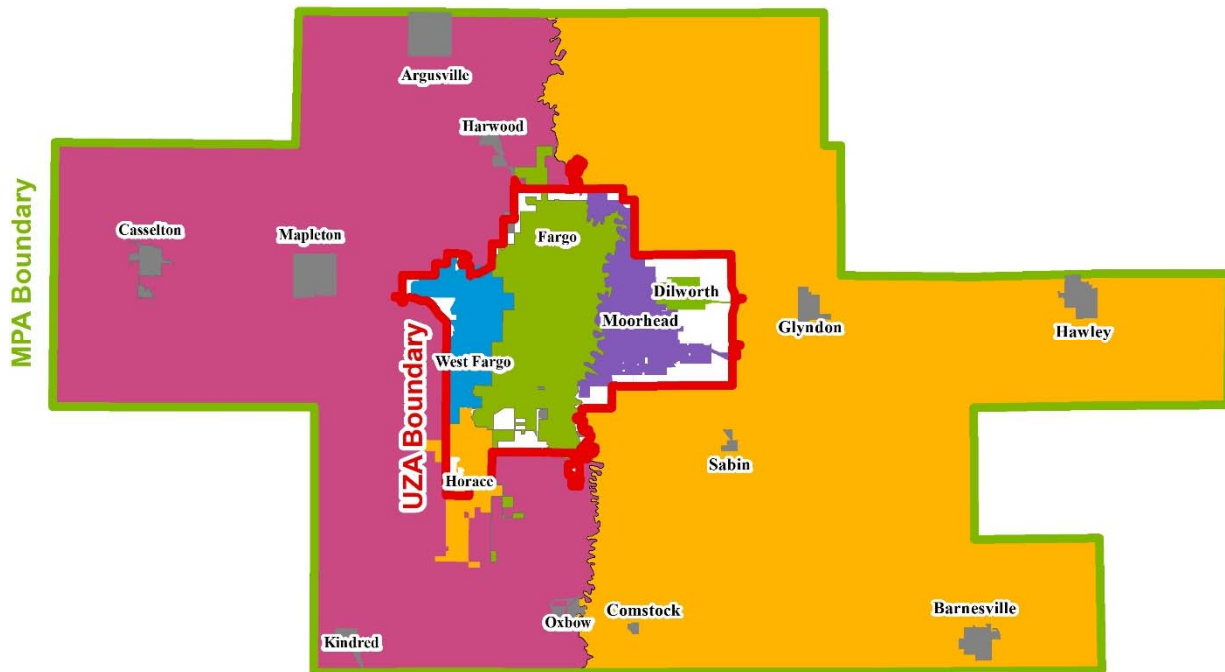 Argusville
Harwood
MPA Boundary
Casselton
Mapleton
Fargo
Dilworth
Moorhead
Glyndon
Hawley
UZA Boundary
West Fargo
Sabin
Horace
Kindred
Oxbow
Comstock
Barnesville